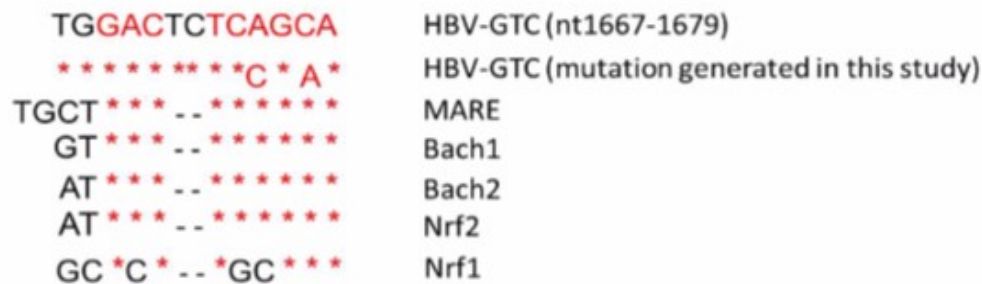 TGGACTCTCAGCA HBV-GTC (nt1667-1679)
* * * * * * ** * *C * A * HBV-GTC (mutation generated in this study)
TGCT * * * - - * * * * * * MARE
GT * * * - - * * * * * * Bach1
AT * * * - - * * * * * * Bach2
AT * * * - - * * * * * * Nrf2
GC *C * - - *GC * * * Nrf1